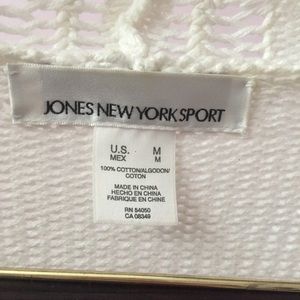 JONES NEW YORK SPORT
U.S. M
MEX M
100% COTTON/ALGODON/
COTON
MADE IN CHINA
HECHO EN CHINA
FABRIQUE EN CHINE
RN 54050
CA 08349